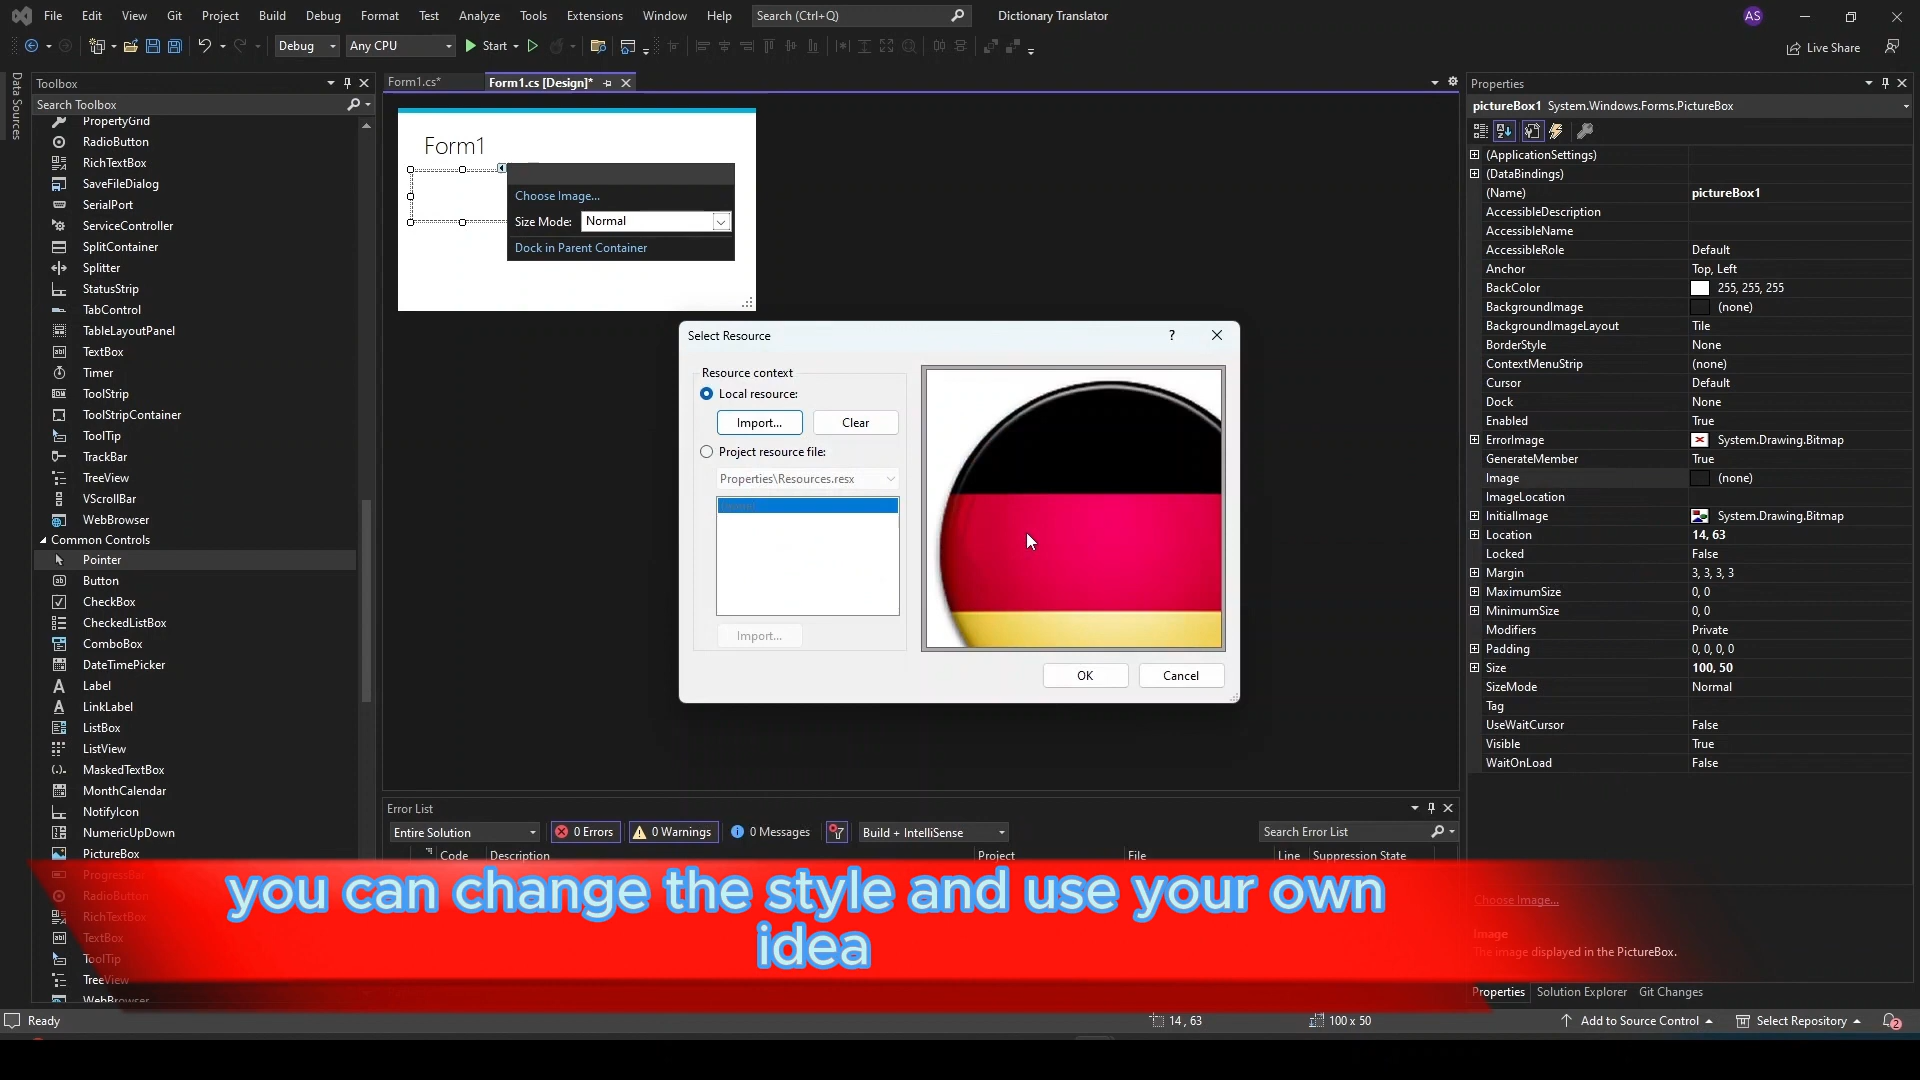 File Edit View Git Project Build Debug Format Test Analyze Tools Extensions Window Help Search (Ctrl+Q) Dictionary Translator AS
Debug Any CPU Start Live Share
Data Sources
Toolbox
Search Toolbox
PropertyGrid
RadioButton
RichTextBox
SaveFileDialog
SerialPort
ServiceController
SplitContainer
Splitter
StatusStrip
TabControl
TableLayoutPanel
TextBox
Timer
ToolStrip
ToolStripContainer
ToolTip
TrackBar
TreeView
VScrollBar
WebBrowser
Common Controls
Pointer
Button
CheckBox
CheckedListBox
ComboBox
DateTimePicker
Label
LinkLabel
ListBox
ListView
MaskedTextBox
MonthCalendar
NotifyIcon
NumericUpDown
PictureBox
ProgressBar
RadioButton
RichTextBox
TextBox
ToolTip
TreeView
WebBrowser
Form1.cs* Form1.cs [Design]*
Form1
Choose Image...
Size Mode: Normal
Dock in Parent Container
Select Resource ?
Resource context
Local resource:
Import... Clear
Project resource file:
Properties\Resources.resx
Import...
OK Cancel
Properties
pictureBox1 System.Windows.Forms.PictureBox
(ApplicationSettings)
(DataBindings)
(Name) pictureBox1
AccessibleDescription
AccessibleName
AccessibleRole Default
Anchor Top, Left
BackColor 255, 255, 255
BackgroundImage (none)
BackgroundImageLayout Tile
BorderStyle None
ContextMenuStrip (none)
Cursor Default
Dock None
Enabled True
ErrorImage System.Drawing.Bitmap
GenerateMember True
Image (none)
ImageLocation
InitialImage System.Drawing.Bitmap
Location 14, 63
Locked False
Margin 3, 3, 3, 3
MaximumSize 0, 0
MinimumSize 0, 0
Modifiers Private
Padding 0, 0, 0, 0
Size 100, 50
SizeMode Normal
Tag
UseWaitCursor False
Visible True
WaitOnLoad False
Choose Image...
Image
The image displayed in the PictureBox.
Properties Solution Explorer Git Changes
Error List
Entire Solution 0 Errors 0 Warnings 0 Messages Build + IntelliSense Search Error List
Code Description Project File Line Suppression State
you can change the style and use your own
idea
Ready 14 , 63 100 x 50 Add to Source Control Select Repository 2